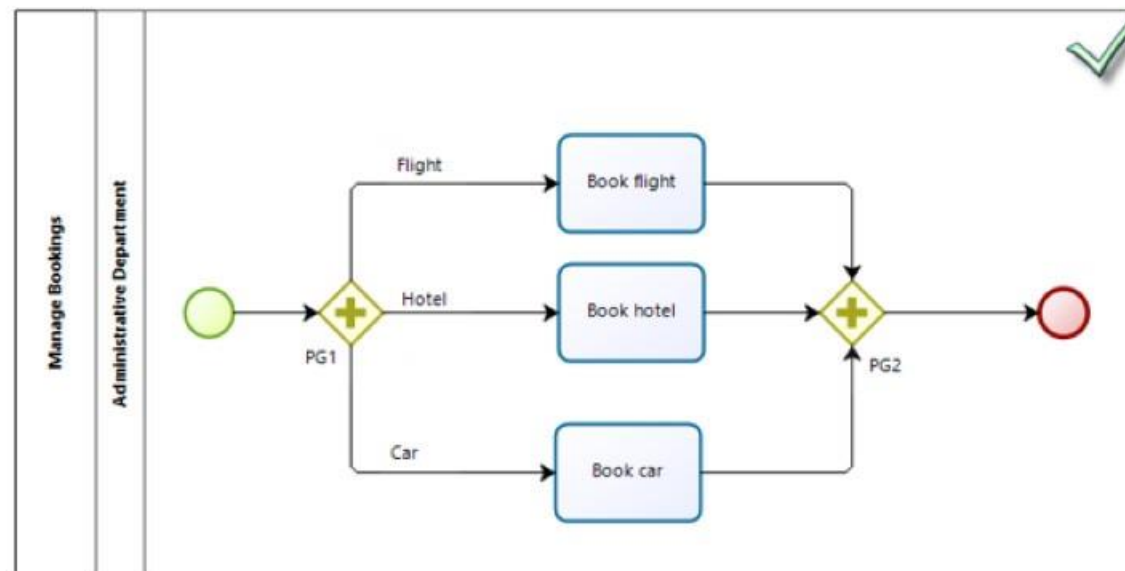 Manage Bookings
Administrative Department
Flight
Book flight
Hotel
Book hotel
PG1
PG2
Car
Book car